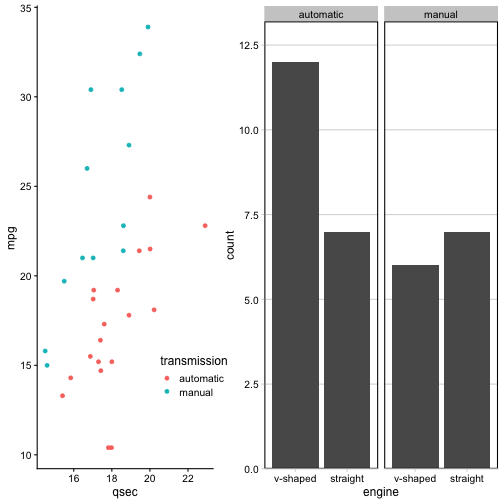 mpg
35
30
25
20
15
10
16 18 20 22
qsec
transmission
automatic
manual
automatic manual
count
12.5
10.0
7.5
5.0
2.5
0.0
v-shaped straight v-shaped straight
engine